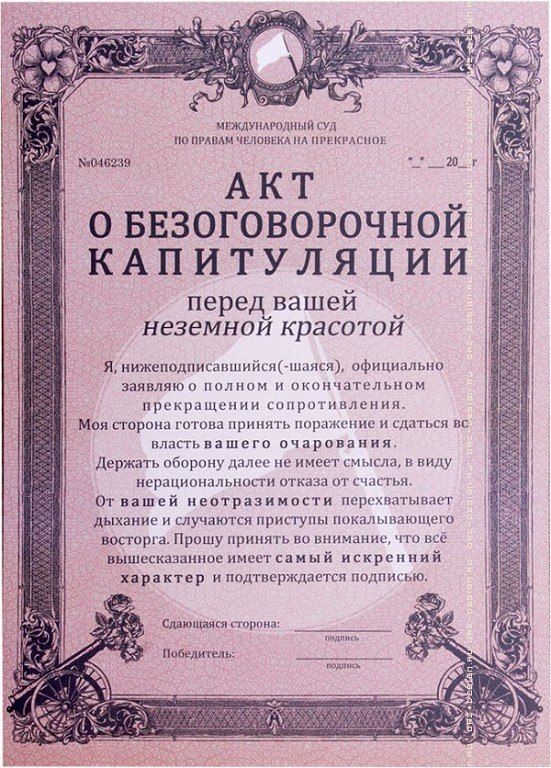 МЕЖДУНАРОДНЫЙ СУД
ПО ПРАВАМ ЧЕЛОВЕКА НА ПРЕКРАСНОЕ
№046239 "_" ___ 20__г
АКТ
О БЕЗОГОВОРОЧНОЙ
КАПИТУЛЯЦИИ
перед вашей
неземной красотой
Я, нижеподписавшийся(-шаяся), официально
заявляю о полном и окончательном
прекращении сопротивления.
Моя сторона готова принять поражение и сдаться во
власть вашего очарования.
Держать оборону далее не имеет смысла, в виду
нерациональности отказа от счастья.
От вашей неотразимости перехватывает
дыхание и случаются приступы покалывающего
восторга. Прошу принять во внимание, что всё
вышесказанное имеет самый искренний
характер и подтверждается подписью.
Сдающаяся сторона: ____________
подпись
Победитель: ____________
подпись